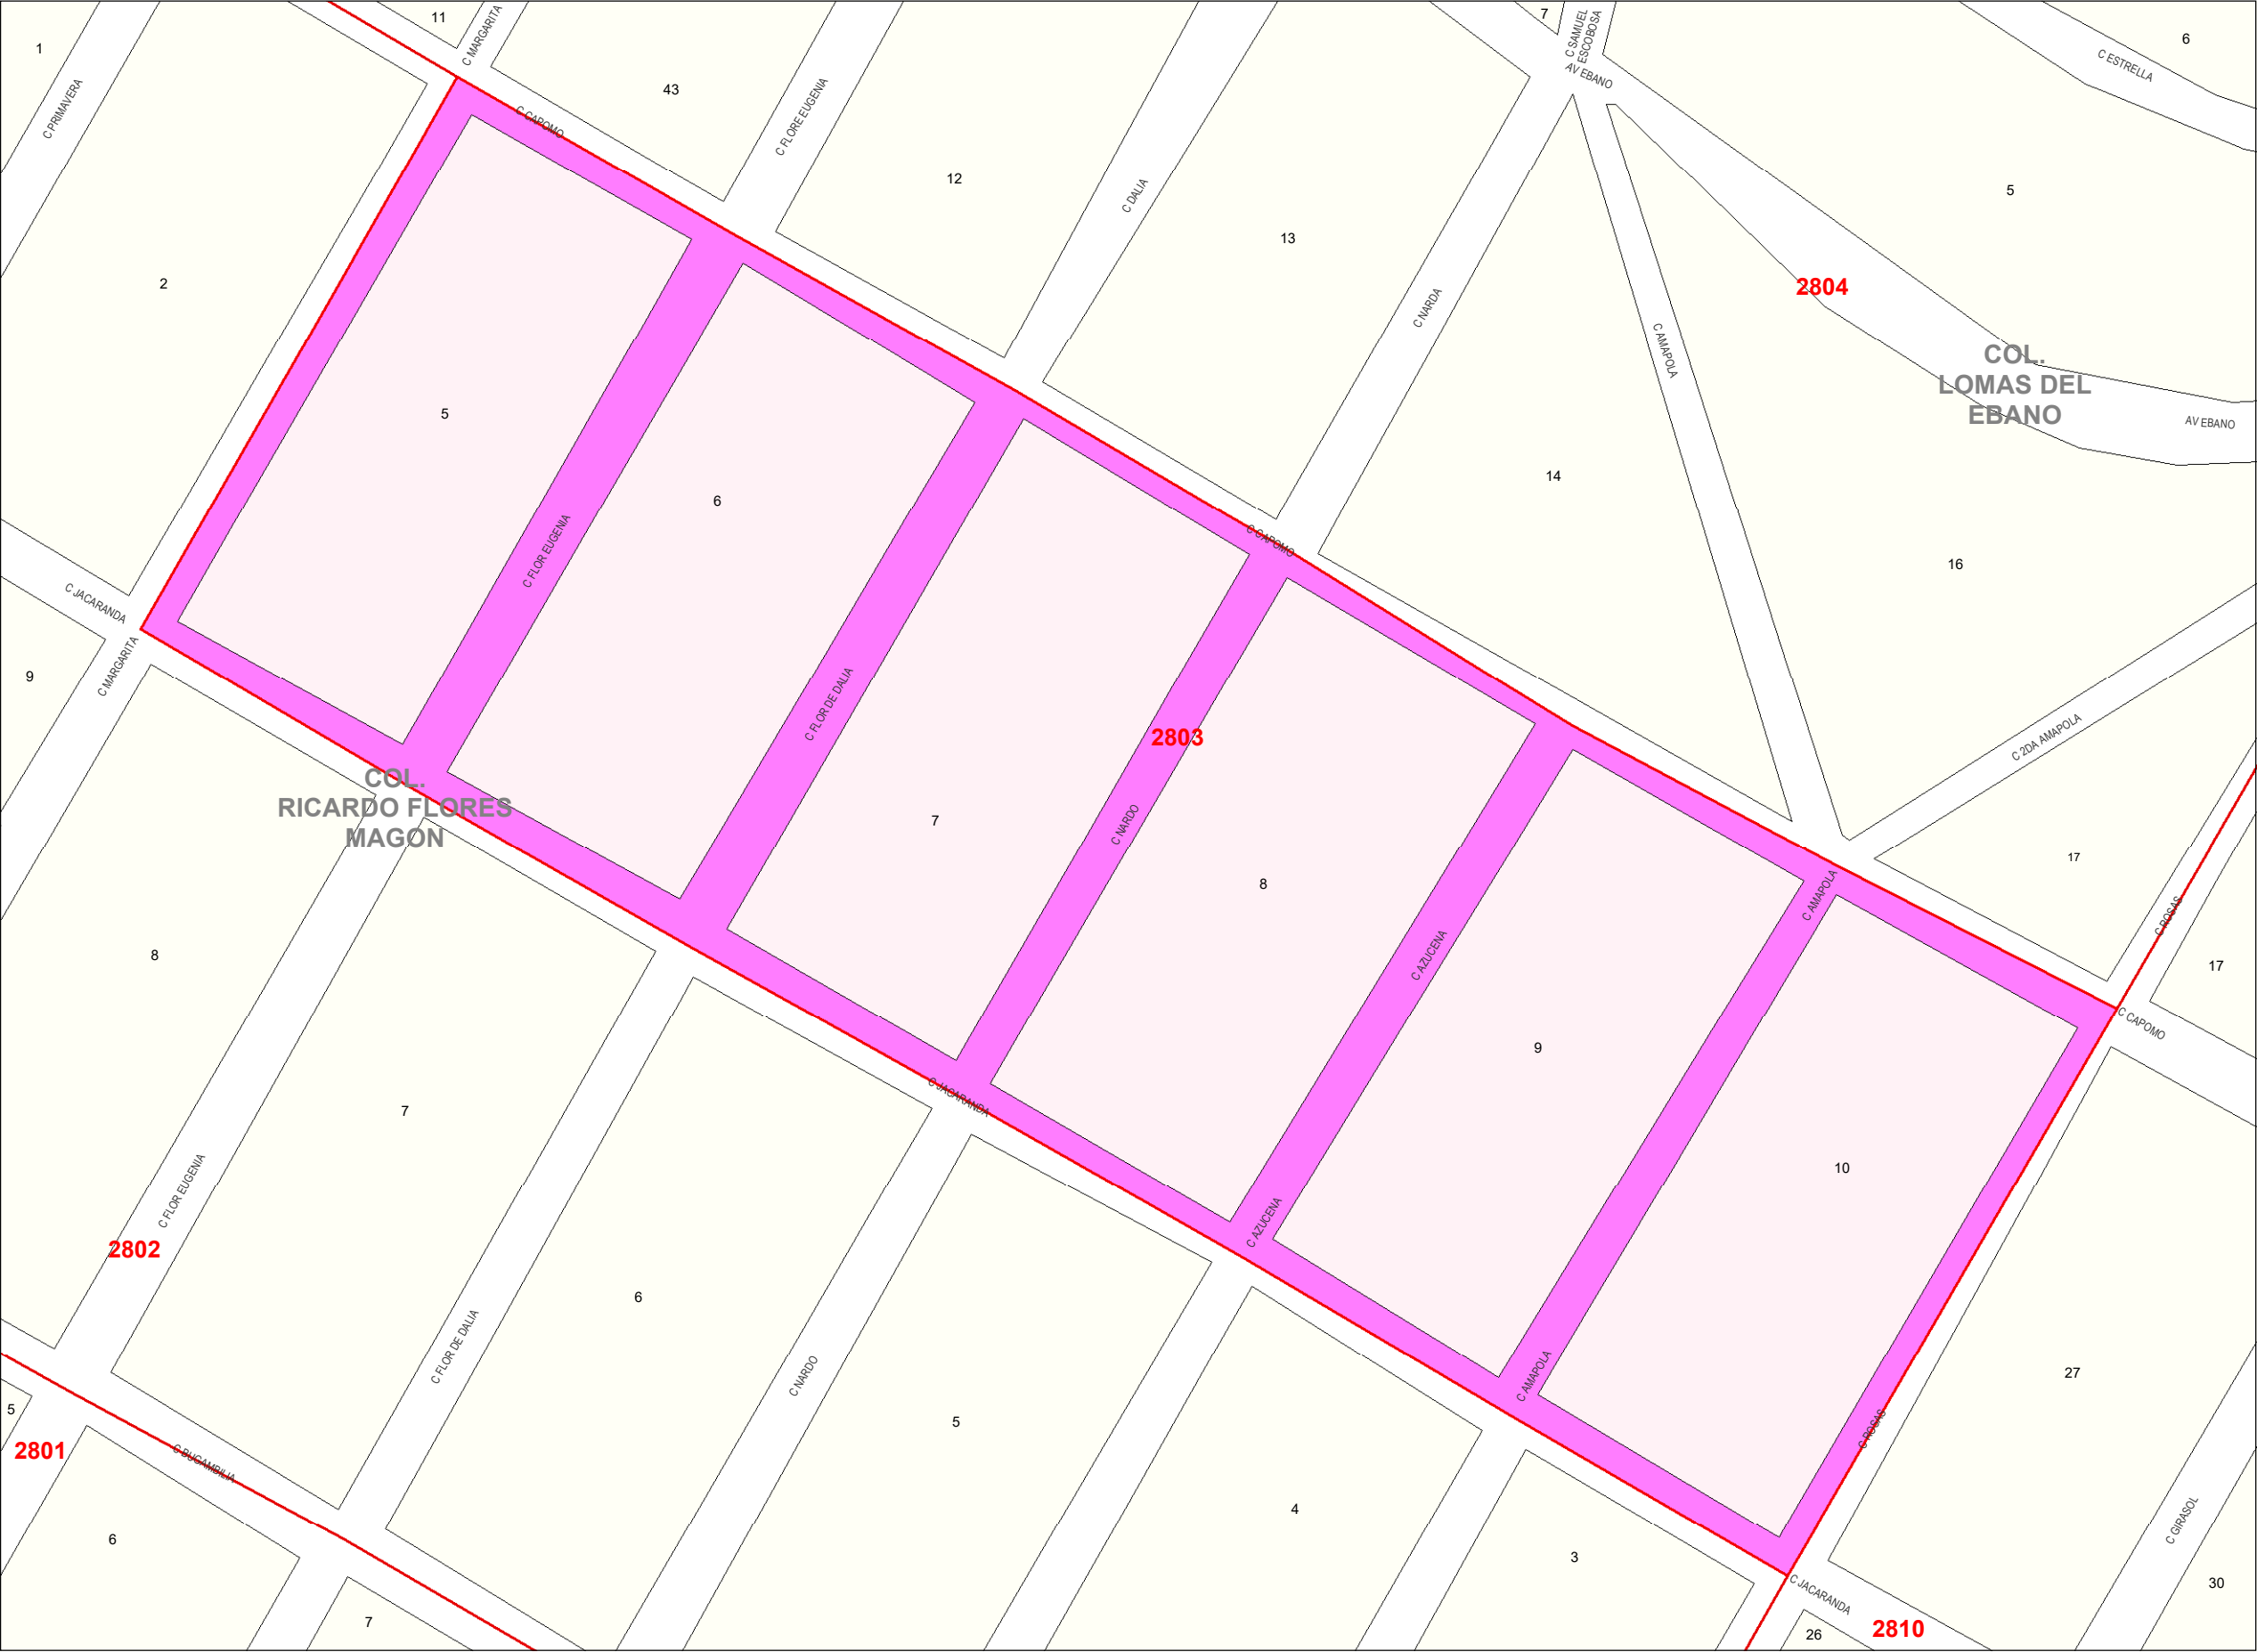 11
C MARGARITA
7
C SAMUEL
ESCOBOSA
AV EBANO
6
C ESTRELLA
1
C PRIMAVERA
43
C CAPOMO
C FLORE EUGENIA
12
C DALIA
5
13
2
C NARDA
2804
C AMAPOLA
COL.
LOMAS DEL
EBANO
AV EBANO
5
14
6
C FLOR EUGENIA
C CAPOMO
16
C JACARANDA
C MARGARITA
9
C FLOR DE DALIA
2803
C 2DA AMAPOLA
COL.
RICARDO FLORES
MAGON
7
C NARDO
17
8
C AMAPOLA
C ROSAS
8
C AZUCENA
17
C CAPOMO
9
C JACARANDA
7
10
C FLOR EUGENIA
C AZUCENA
2802
6
C FLOR DE DALIA
C NARDO
C AMAPOLA
27
5
5
C ROSAS
2801
C BUGAMBILIA
4
C GIRASOL
6
3
C JACARANDA
30
7
26
2810